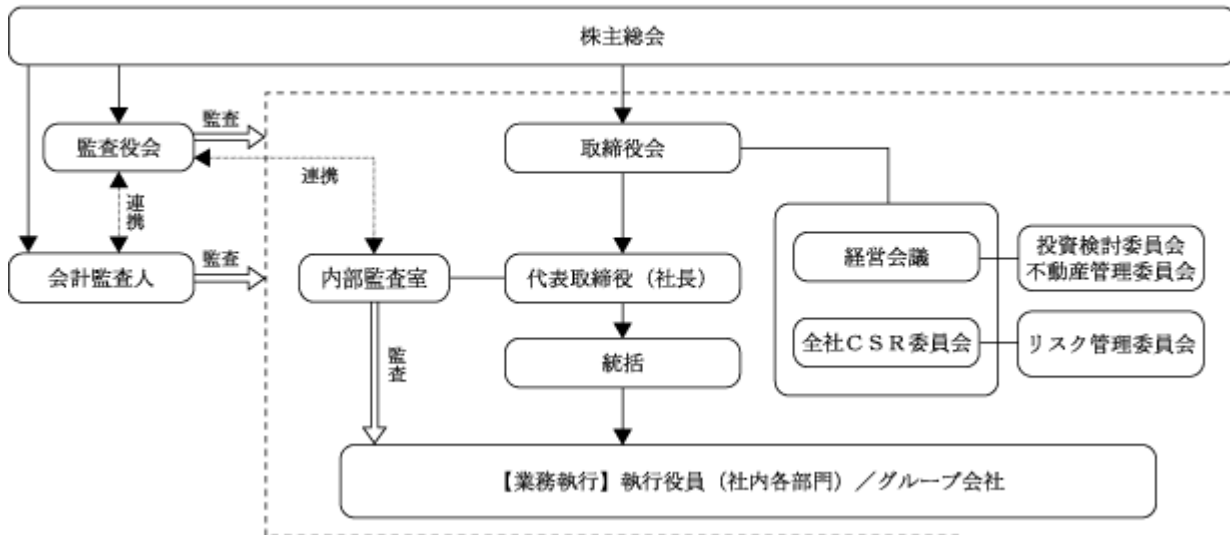 株主総会
監査
監査役会
取締役会
連携
連携
経営会議
投資検討委員会
不動産管理委員会
会計監査人
監査
内部監査室
代表取締役（社長）
監査
統括
全社ＣＳＲ委員会
リスク管理委員会
【業務執行】執行役員（社内各部門）／グループ会社